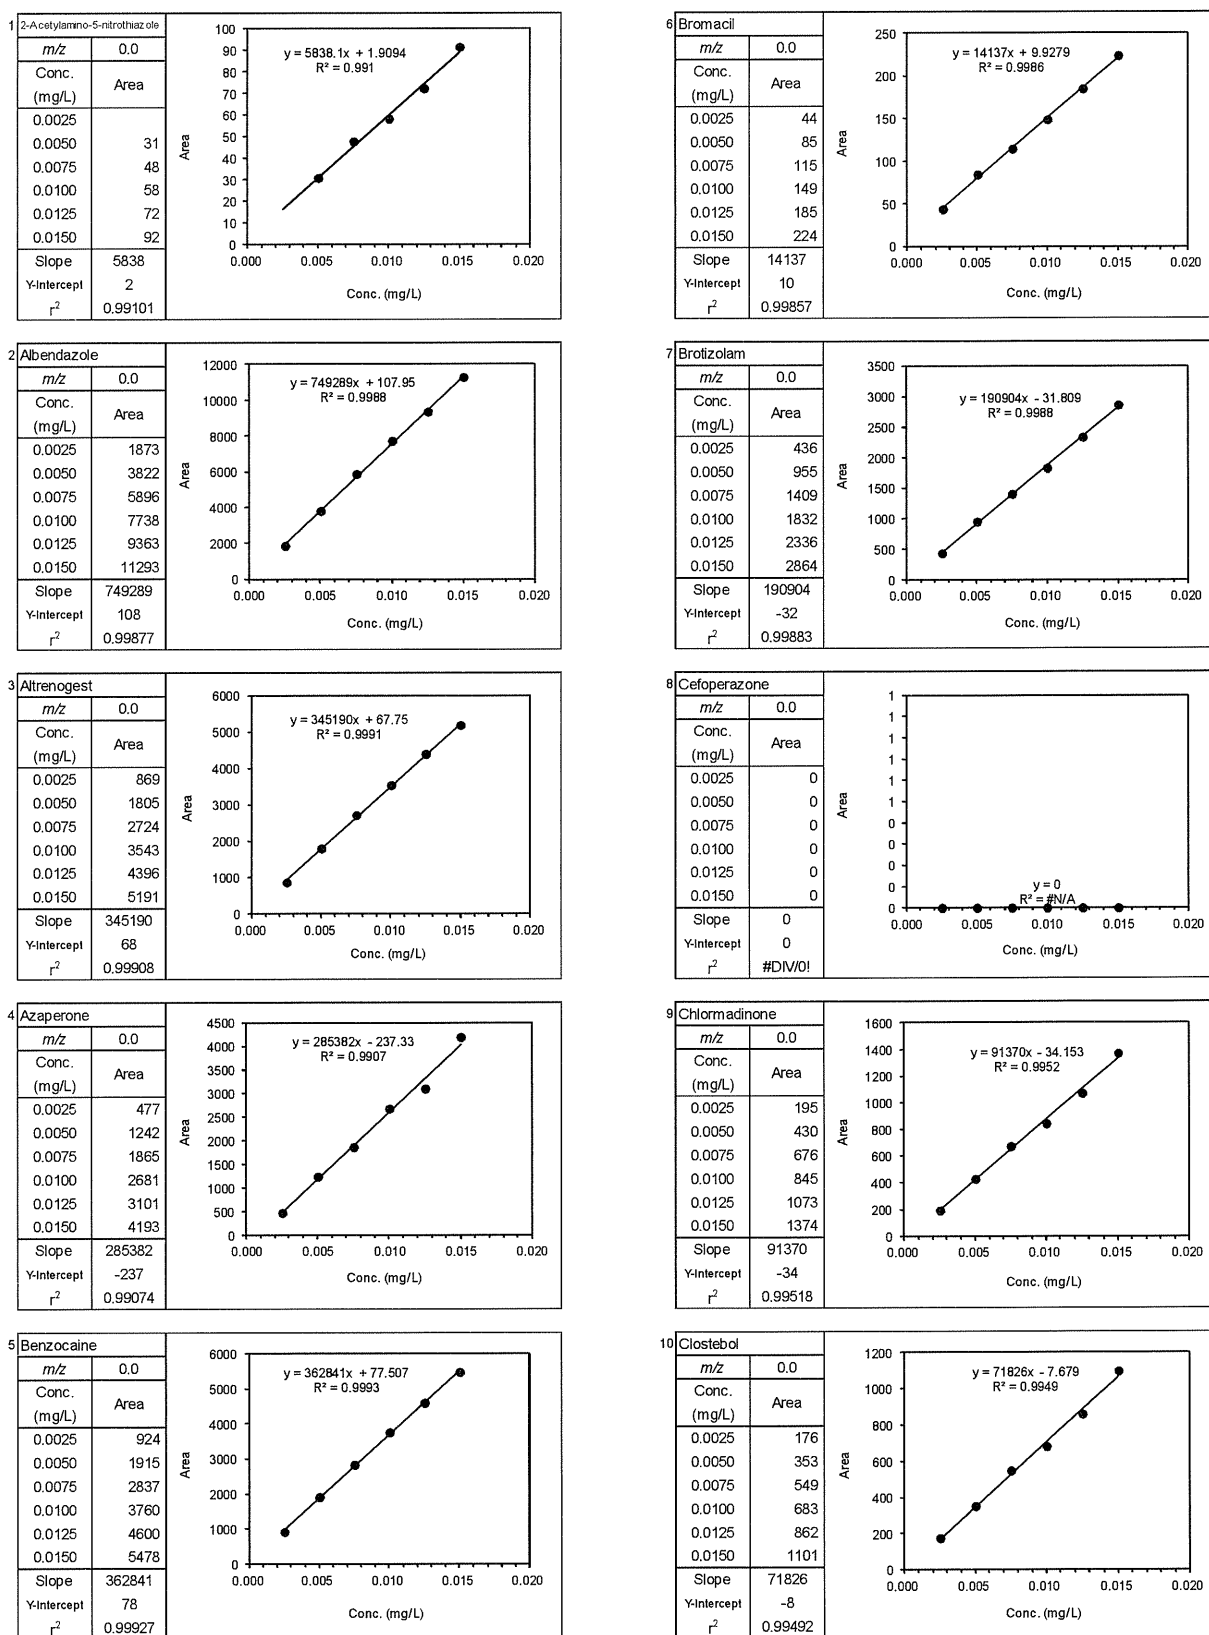 1 2-Acetylamino-5-nitrothiazole
m/z 0.0
Conc. (mg/L) Area
0.0025
0.0050 31
0.0075 48
0.0100 58
0.0125 72
0.0150 92
Slope 5838
Y-Intercept 2
r² 0.99101
y = 5838.1x + 1.9094
R² = 0.991
100
90
80
70
60
50
40
30
20
10
0
Area
0.000 0.005 0.010 0.015 0.020
Conc. (mg/L)
2 Albendazole
m/z 0.0
Conc. (mg/L) Area
0.0025 1873
0.0050 3822
0.0075 5896
0.0100 7738
0.0125 9363
0.0150 11293
Slope 749289
Y-Intercept 108
r² 0.99877
y = 749289x + 107.95
R² = 0.9988
12000
10000
8000
6000
4000
2000
0
Area
0.000 0.005 0.010 0.015 0.020
Conc. (mg/L)
3 Altrenogest
m/z 0.0
Conc. (mg/L) Area
0.0025 869
0.0050 1805
0.0075 2724
0.0100 3543
0.0125 4396
0.0150 5191
Slope 345190
Y-Intercept 68
r² 0.99908
y = 345190x + 67.75
R² = 0.9991
6000
5000
4000
3000
2000
1000
0
Area
0.000 0.005 0.010 0.015 0.020
Conc. (mg/L)
4 Azaperone
m/z 0.0
Conc. (mg/L) Area
0.0025 477
0.0050 1242
0.0075 1865
0.0100 2681
0.0125 3101
0.0150 4193
Slope 285382
Y-Intercept -237
r² 0.99074
y = 285382x - 237.33
R² = 0.9907
4500
4000
3500
3000
2500
2000
1500
1000
500
0
Area
0.000 0.005 0.010 0.015 0.020
Conc. (mg/L)
5 Benzocaine
m/z 0.0
Conc. (mg/L) Area
0.0025 924
0.0050 1915
0.0075 2837
0.0100 3760
0.0125 4600
0.0150 5478
Slope 362841
Y-Intercept 78
r² 0.99927
y = 362841x + 77.507
R² = 0.9993
6000
5000
4000
3000
2000
1000
0
Area
0.000 0.005 0.010 0.015 0.020
Conc. (mg/L)
6 Bromacil
m/z 0.0
Conc. (mg/L) Area
0.0025 44
0.0050 85
0.0075 115
0.0100 149
0.0125 185
0.0150 224
Slope 14137
Y-Intercept 10
r² 0.99857
y = 14137x + 9.9279
R² = 0.9986
250
200
150
100
50
0
Area
0.000 0.005 0.010 0.015 0.020
Conc. (mg/L)
7 Brotizolam
m/z 0.0
Conc. (mg/L) Area
0.0025 436
0.0050 955
0.0075 1409
0.0100 1832
0.0125 2336
0.0150 2864
Slope 190904
Y-Intercept -32
r² 0.99883
y = 190904x - 31.809
R² = 0.9988
3500
3000
2500
2000
1500
1000
500
0
Area
0.000 0.005 0.010 0.015 0.020
Conc. (mg/L)
8 Cefoperazone
m/z 0.0
Conc. (mg/L) Area
0.0025 0
0.0050 0
0.0075 0
0.0100 0
0.0125 0
0.0150 0
Slope 0
Y-Intercept 0
r² #DIV/0!
1
1
1
1
1
1
0
0
0
0
0
Area
y = 0
R² = #N/A
0.000 0.005 0.010 0.015 0.020
Conc. (mg/L)
9 Chlormadinone
m/z 0.0
Conc. (mg/L) Area
0.0025 195
0.0050 430
0.0075 676
0.0100 845
0.0125 1073
0.0150 1374
Slope 91370
Y-Intercept -34
r² 0.99518
y = 91370x - 34.153
R² = 0.9952
1600
1400
1200
1000
800
600
400
200
0
Area
0.000 0.005 0.010 0.015 0.020
Conc. (mg/L)
10 Clostebol
m/z 0.0
Conc. (mg/L) Area
0.0025 176
0.0050 353
0.0075 549
0.0100 683
0.0125 862
0.0150 1101
Slope 71826
Y-Intercept -8
r² 0.99492
y = 71826x - 7.679
R² = 0.9949
1200
1000
800
600
400
200
0
Area
0.000 0.005 0.010 0.015 0.020
Conc. (mg/L)